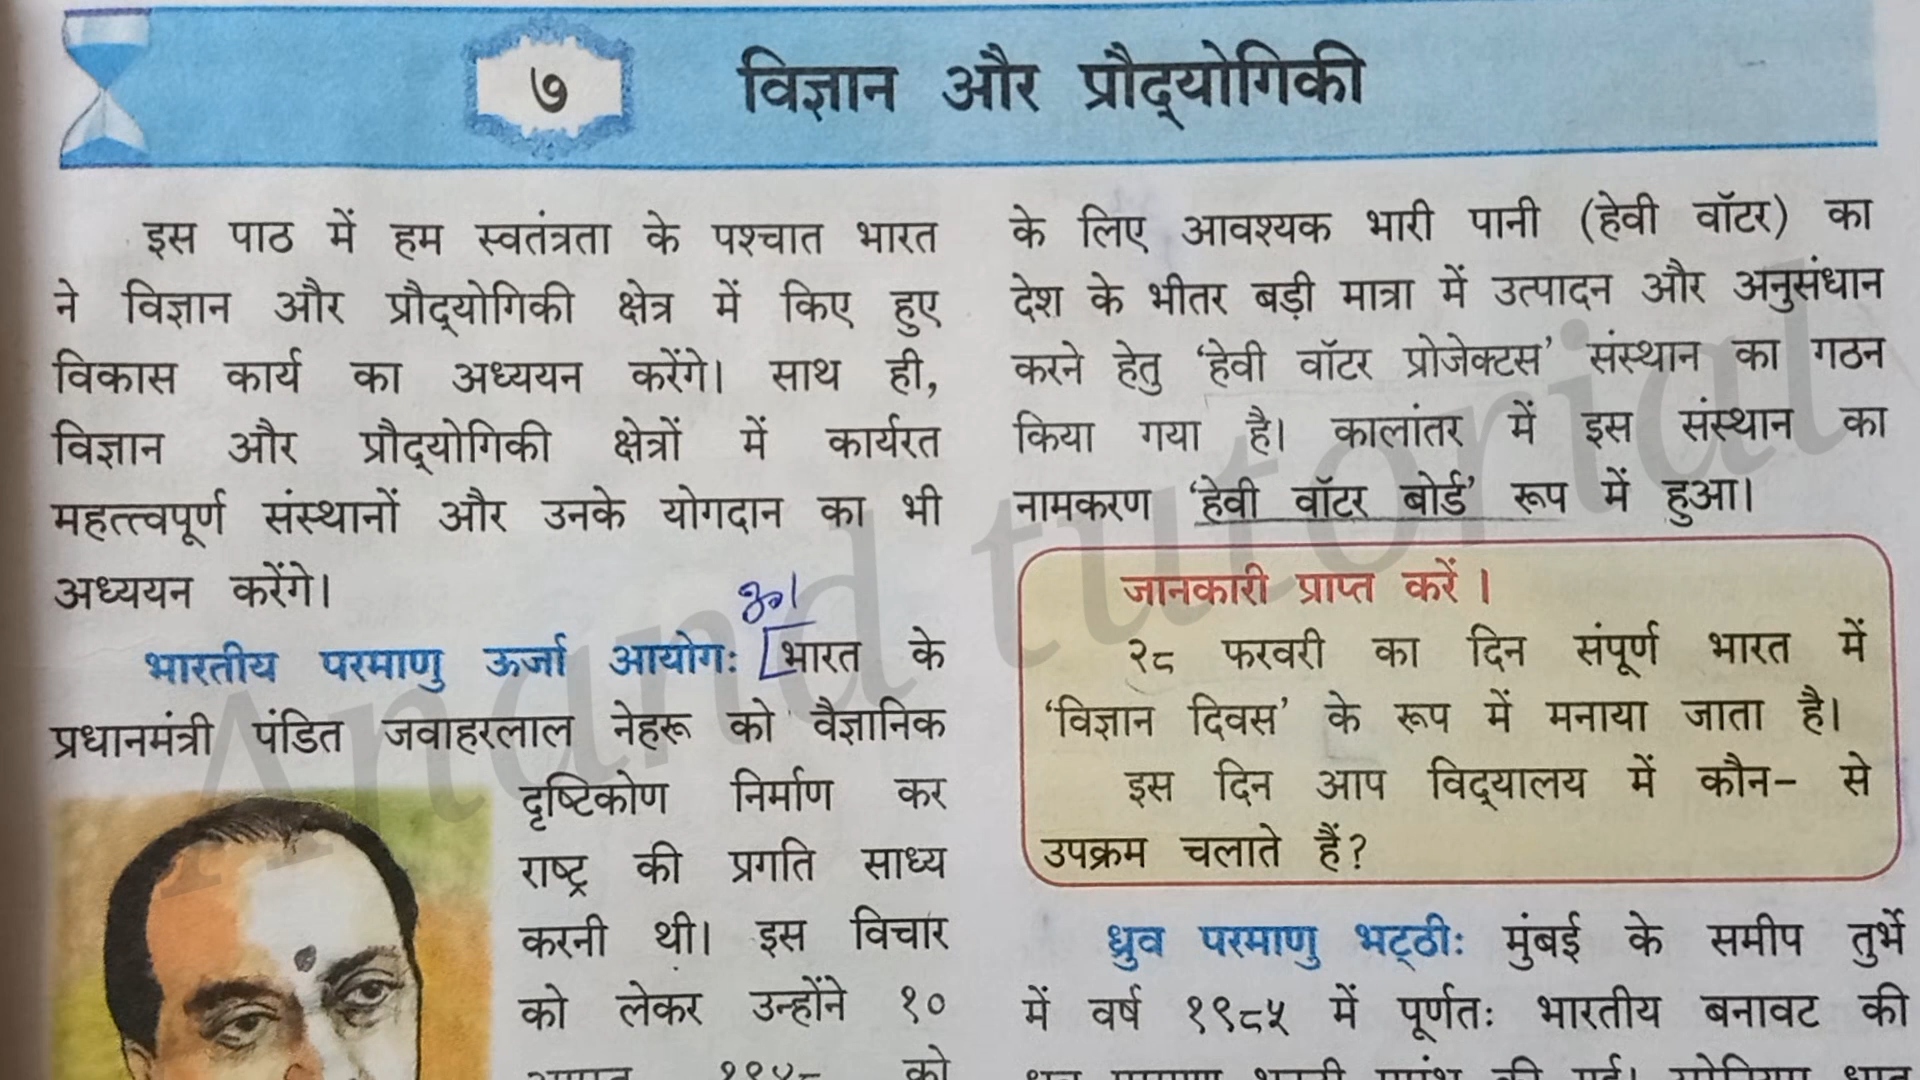 ७
विज्ञान और प्रौद्‌योगिकी
इस पाठ में हम स्वतंत्रता के पश्चात भारत
ने विज्ञान और प्रौद्‌योगिकी क्षेत्र में किए हुए
विकास कार्य का अध्ययन करेंगे। साथ ही,
विज्ञान और प्रौद्‌योगिकी क्षेत्रों में कार्यरत
महत्त्वपूर्ण संस्थानों और उनके योगदान का भी
अध्ययन करेंगे।
भारतीय परमाणु ऊर्जा आयोग: भारत के
प्रधानमंत्री पंडित जवाहरलाल नेहरू को वैज्ञानिक
दृष्टिकोण निर्माण कर
राष्ट्र की प्रगति साध्य
करनी थी। इस विचार
को लेकर उन्होंने १०
के लिए आवश्यक भारी पानी (हेवी वॉटर) का
देश के भीतर बड़ी मात्रा में उत्पादन और अनुसंधान
करने हेतु ‘हेवी वॉटर प्रोजेक्टस’ संस्थान का गठन
किया गया है। कालांतर में इस संस्थान का
नामकरण ‘हेवी वॉटर बोर्ड’ रूप में हुआ।
जानकारी प्राप्त करें ।
२८ फरवरी का दिन संपूर्ण भारत में
‘विज्ञान दिवस’ के रूप में मनाया जाता है।
इस दिन आप विद्‌यालय में कौन- से
उपक्रम चलाते हैं?
ध्रुव परमाणु भट्‌ठी: मुंबई के समीप तुर्भे
में वर्ष १९८५ में पूर्णत: भारतीय बनावट की
Anand tutorial